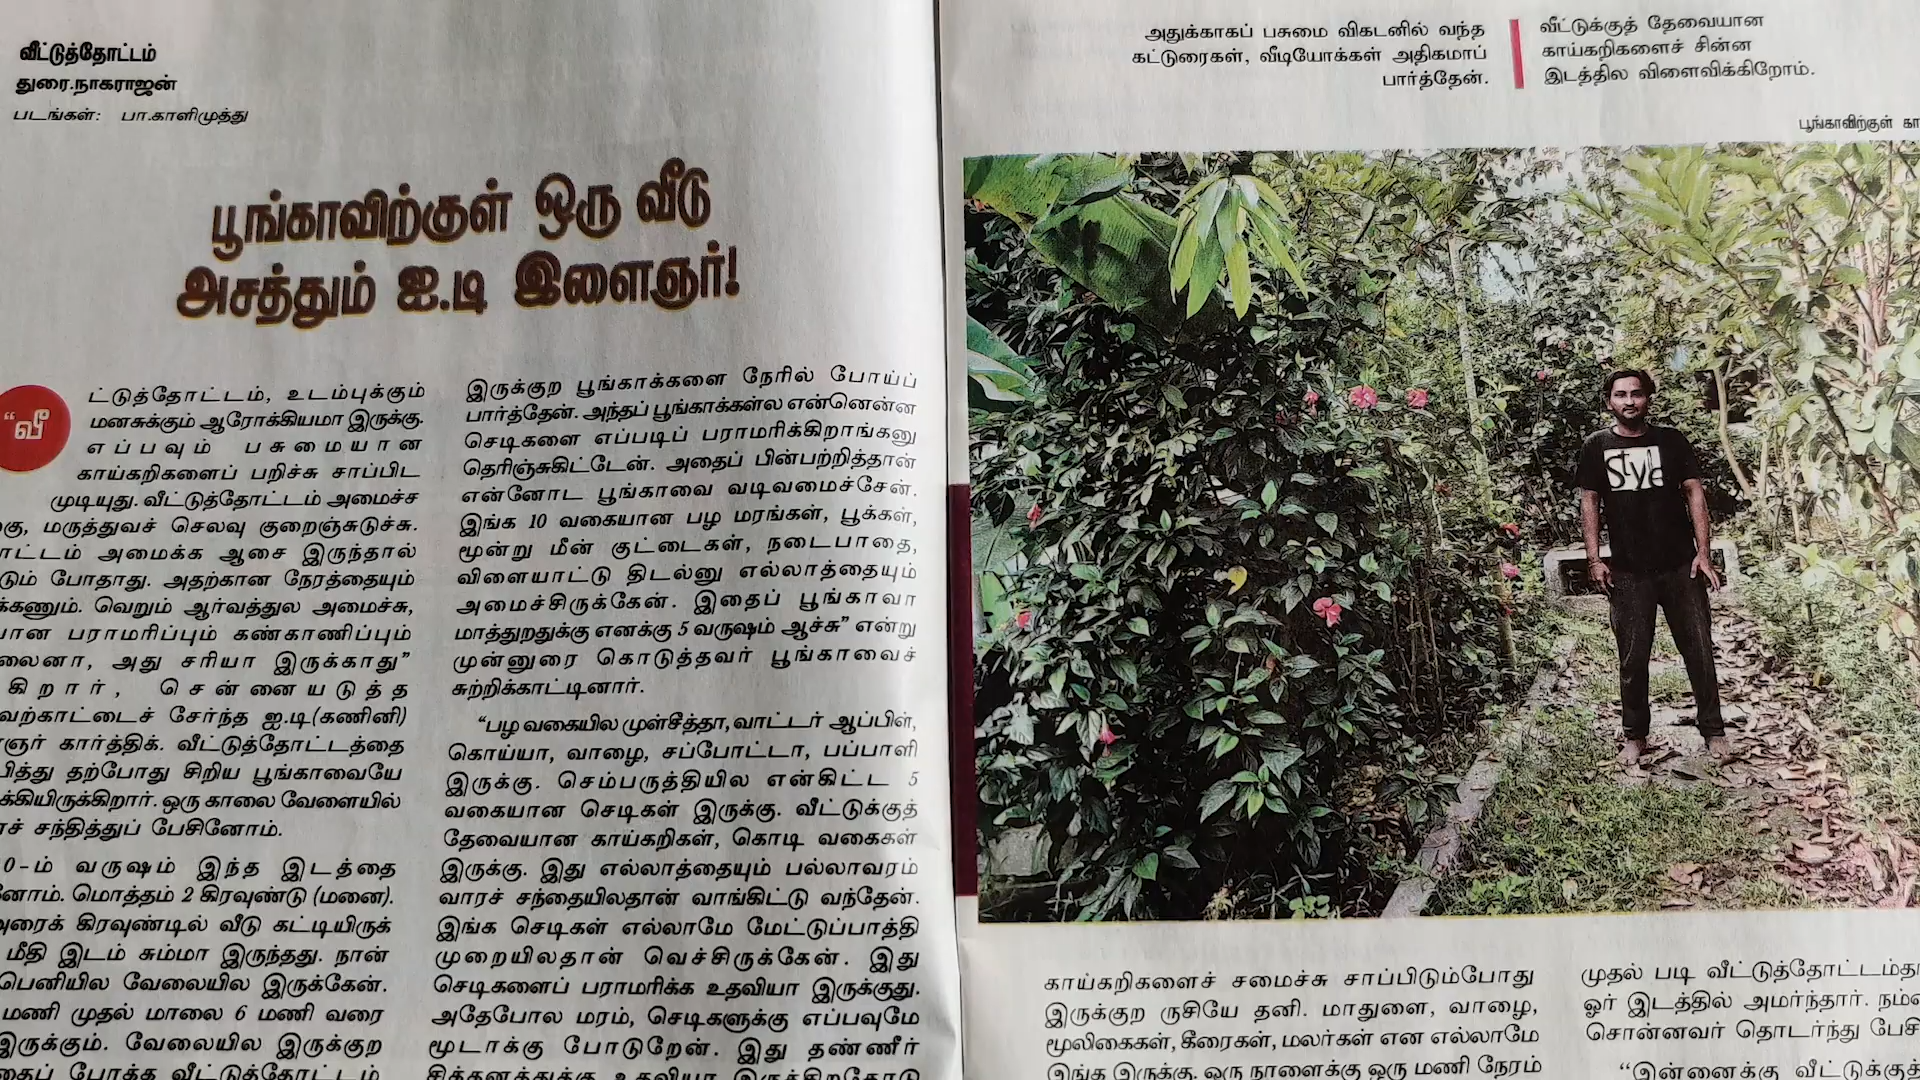 வீட்டுத்தோட்டம்
துரை.நாகராஜன்
படங்கள்: பா.காளிமுத்து
பூங்காவிற்குள் ஒரு வீடு
அசத்தும் ஐ.டி இளைஞர்!
“வீ
ட்டுத்தோட்டம், உடம்புக்கும்
மனசுக்கும் ஆரோக்கியமா இருக்கு.
எப்பவும் பசுமையான
காய்கறிகளைப் பறிச்சு சாப்பிட
முடியுது. வீட்டுத்தோட்டம் அமைச்ச
மருத்துவச் செலவு குறைஞ்சுடுச்சு.
அமைக்க ஆசை இருந்தால்
போதாது. அதற்கான நேரத்தையும்
வெறும் ஆர்வத்துல அமைச்சு,
பராமரிப்பும் கண்காணிப்பும்
அது சரியா இருக்காது”
சென்னையடுத்த
சேர்ந்த ஐ.டி(கணினி)
கார்த்திக். வீட்டுத்தோட்டத்தை
தற்போது சிறிய பூங்காவையே
ஒரு காலை வேளையில்
சந்தித்துப் பேசினோம்.
வருஷம் இந்த இடத்தை
மொத்தம் 2 கிரவுண்டு (மனை).
கிரவுண்டில் வீடு கட்டியிருக்
மீதி இடம் சும்மா இருந்தது. நான்
வேலையில இருக்கேன்.
மணி முதல் மாலை 6 மணி வரை
இருக்கும். வேலையில இருக்குற
போக்க வீட்டுத்தோட்டம்
இருக்குற பூங்காக்களை நேரில் போய்ப்
பார்த்தேன். அந்தப் பூங்காக்கள்ல என்னென்ன
செடிகளை எப்படிப் பராமரிக்கிறாங்கனு
தெரிஞ்சுகிட்டேன். அதைப் பின்பற்றித்தான்
என்னோட பூங்காவை வடிவமைச்சேன்.
இங்க 10 வகையான பழ மரங்கள், பூக்கள்,
மூன்று மீன் குட்டைகள், நடைபாதை,
விளையாட்டு திடல்னு எல்லாத்தையும்
அமைச்சிருக்கேன். இதைப் பூங்காவா
மாத்துறதுக்கு எனக்கு 5 வருஷம் ஆச்சு” என்று
முன்னுரை கொடுத்தவர் பூங்காவைச்
சுற்றிக்காட்டினார்.
“பழ வகையில முள்சீத்தா, வாட்டர் ஆப்பிள்,
கொய்யா, வாழை, சப்போட்டா, பப்பாளி
இருக்கு. செம்பருத்தியில என்கிட்ட 5
வகையான செடிகள் இருக்கு. வீட்டுக்குத்
தேவையான காய்கறிகள், கொடி வகைகள்
இருக்கு. இது எல்லாத்தையும் பல்லாவரம்
வாரச் சந்தையிலதான் வாங்கிட்டு வந்தேன்.
இங்க செடிகள் எல்லாமே மேட்டுப்பாத்தி
முறையிலதான் வெச்சிருக்கேன். இது
செடிகளைப் பராமரிக்க உதவியா இருக்குது.
அதேபோல மரம், செடிகளுக்கு எப்பவுமே
மூடாக்கு போடுறேன். இது தண்ணீர்
அதுக்காகப் பசுமை விகடனில் வந்த
கட்டுரைகள், வீடியோக்கள் அதிகமாப்
பார்த்தேன்.
வீட்டுக்குத் தேவையான
காய்கறிகளைச் சின்ன
இடத்தில விளைவிக்கிறோம்.
பூங்காவிற்குள்
Style
காய்கறிகளைச் சமைச்சு சாப்பிடும்போது
இருக்குற ருசியே தனி. மாதுளை, வாழை,
மூலிகைகள், கீரைகள், மலர்கள் என எல்லாமே
இங்க இருக்கு. ஒரு நாளைக்கு ஒரு மணி நேரம்
முதல் படி
ஓர் இடத்தில் அமர்ந்தார்.
சொன்னவர் தொடர்ந்து
“இன்னைக்கு